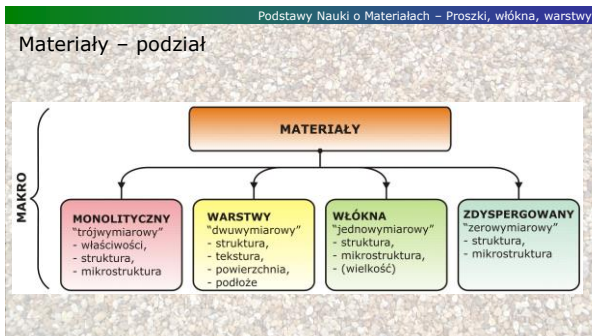 Podstawy Nauki o Materiałach – Proszki, włókna, warstwy
Materiały – podział
MAKRO
MATERIAŁY
MONOLITYCZNY
"trójwymiarowy"
- właściwości,
- struktura,
- mikrostruktura
WARSTWY
"dwuwymiarowy"
- struktura,
- tekstura,
- powierzchnia,
- podłoże
WŁÓKNA
"jednowymiarowy"
- struktura,
- mikrostruktura,
- (wielkość)
ZDYSPERGOWANY
"zerowymiarowy"
- struktura,
- mikrostruktura